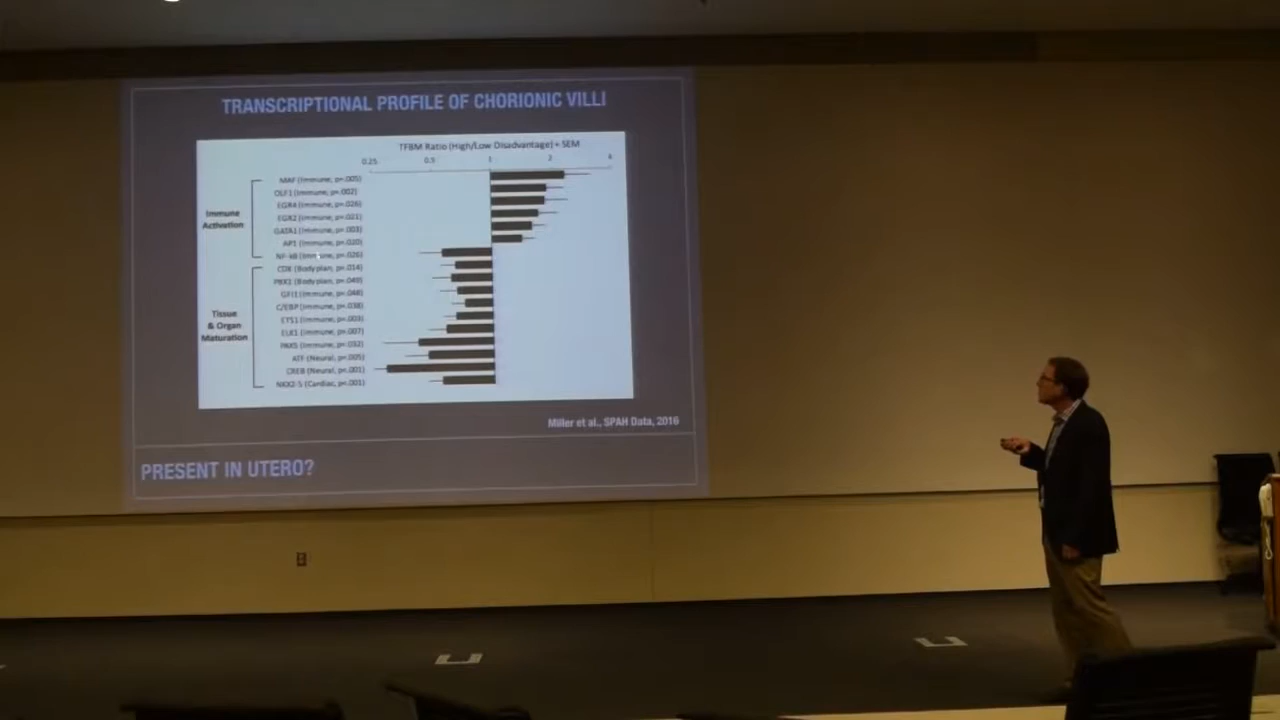 TRANSCRIPTIONAL PROFILE OF CHORIONIC VILLI
TFBM Ratio (High/Low Disadvantage) + SEM
0.25 0.5 1 2 4
Immune
Activation
MAF (Immune, p=.005)
OLF1 (Immune, p=.002)
EGR4 (Immune, p=.026)
EGR2 (Immune, p=.021)
GATA1 (Immune, p=.003)
AP1 (Immune, p=.020)
NF-kB (Immune, p=.026)
Tissue
& Organ
Maturation
CDX (Body plan, p=.014)
PBX1 (Body plan, p=.049)
GFI1 (Immune, p=.048)
C/EBP (Immune, p=.038)
ETS1 (Immune, p=.003)
ELK1 (Immune, p=.007)
PAX5 (Immune, p=.032)
ATF (Neural, p=.005)
CREB (Neural, p=.001)
NKX2-5 (Cardiac, p=.001)
Miller et al., SPAH Data, 2016
PRESENT IN UTERO?